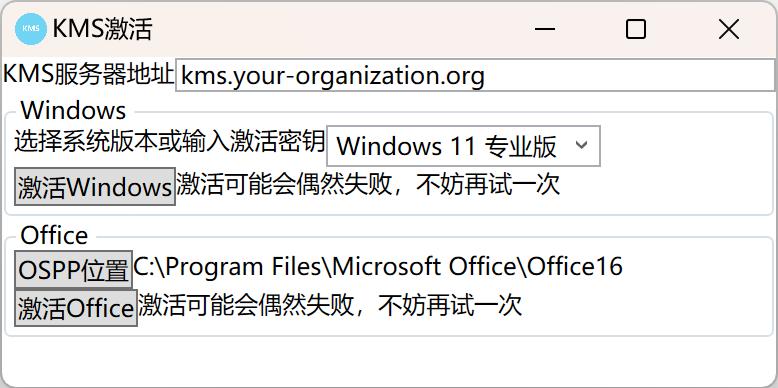 KMS KMS激活
KMS服务器地址 kms.your-organization.org
Windows
选择系统版本或输入激活密钥 Windows 11 专业版
激活Windows 激活可能会偶然失败，不妨再试一次
Office
OSPP位置 C:\Program Files\Microsoft Office\Office16
激活Office 激活可能会偶然失败，不妨再试一次